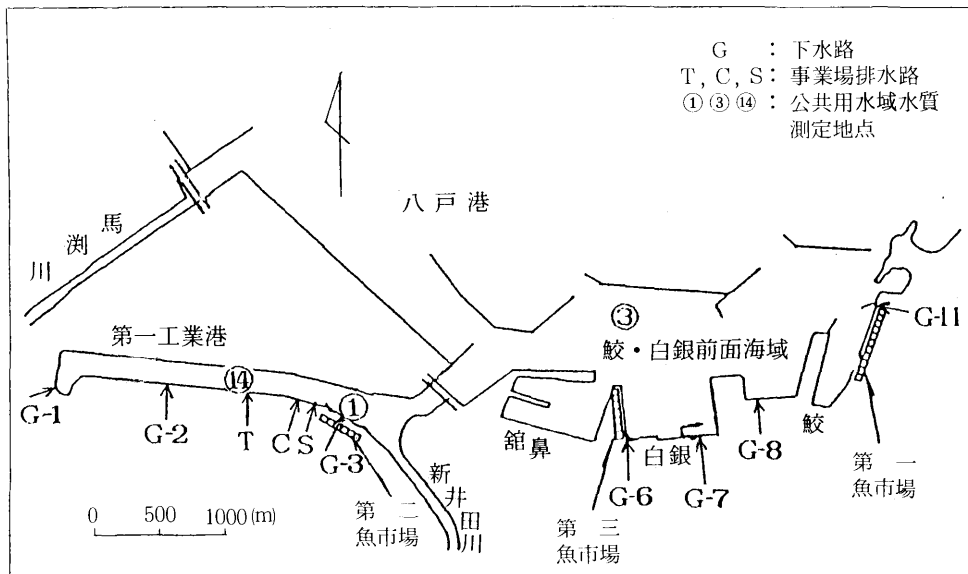 G : 下水路
T, C, S : 事業場排水路
① ③ ⑭ : 公共用水域水質
測定地点
八戸港
馬渕川
第一工業港
③
鮫・白銀前面海域
G-11
⑭
①
G-1
G-2
T
C S
G-3
舘鼻
白銀
G-8
鮫
G-6
G-7
新井田川
第一
魚市場
第二
魚市場
第三
魚市場
0 500 1000(m)